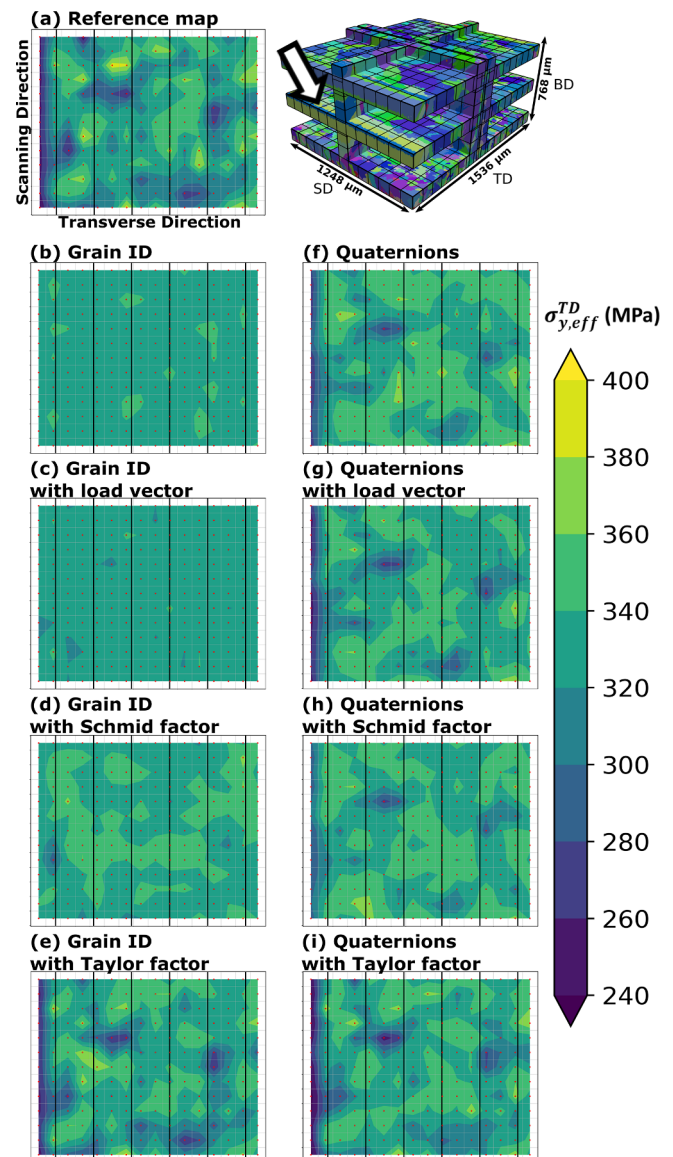 (a) Reference map
Scanning Direction
Transverse Direction
768 μm
BD
1248 μm
SD
1536 μm
TD
(b) Grain ID
(f) Quaternions
σ_{y,eff}^{TD} (MPa)
(c) Grain ID
with load vector
(g) Quaternions
with load vector
(d) Grain ID
with Schmid factor
(h) Quaternions
with Schmid factor
(e) Grain ID
with Taylor factor
(i) Quaternions
with Taylor factor
400
380
360
340
320
300
280
260
240